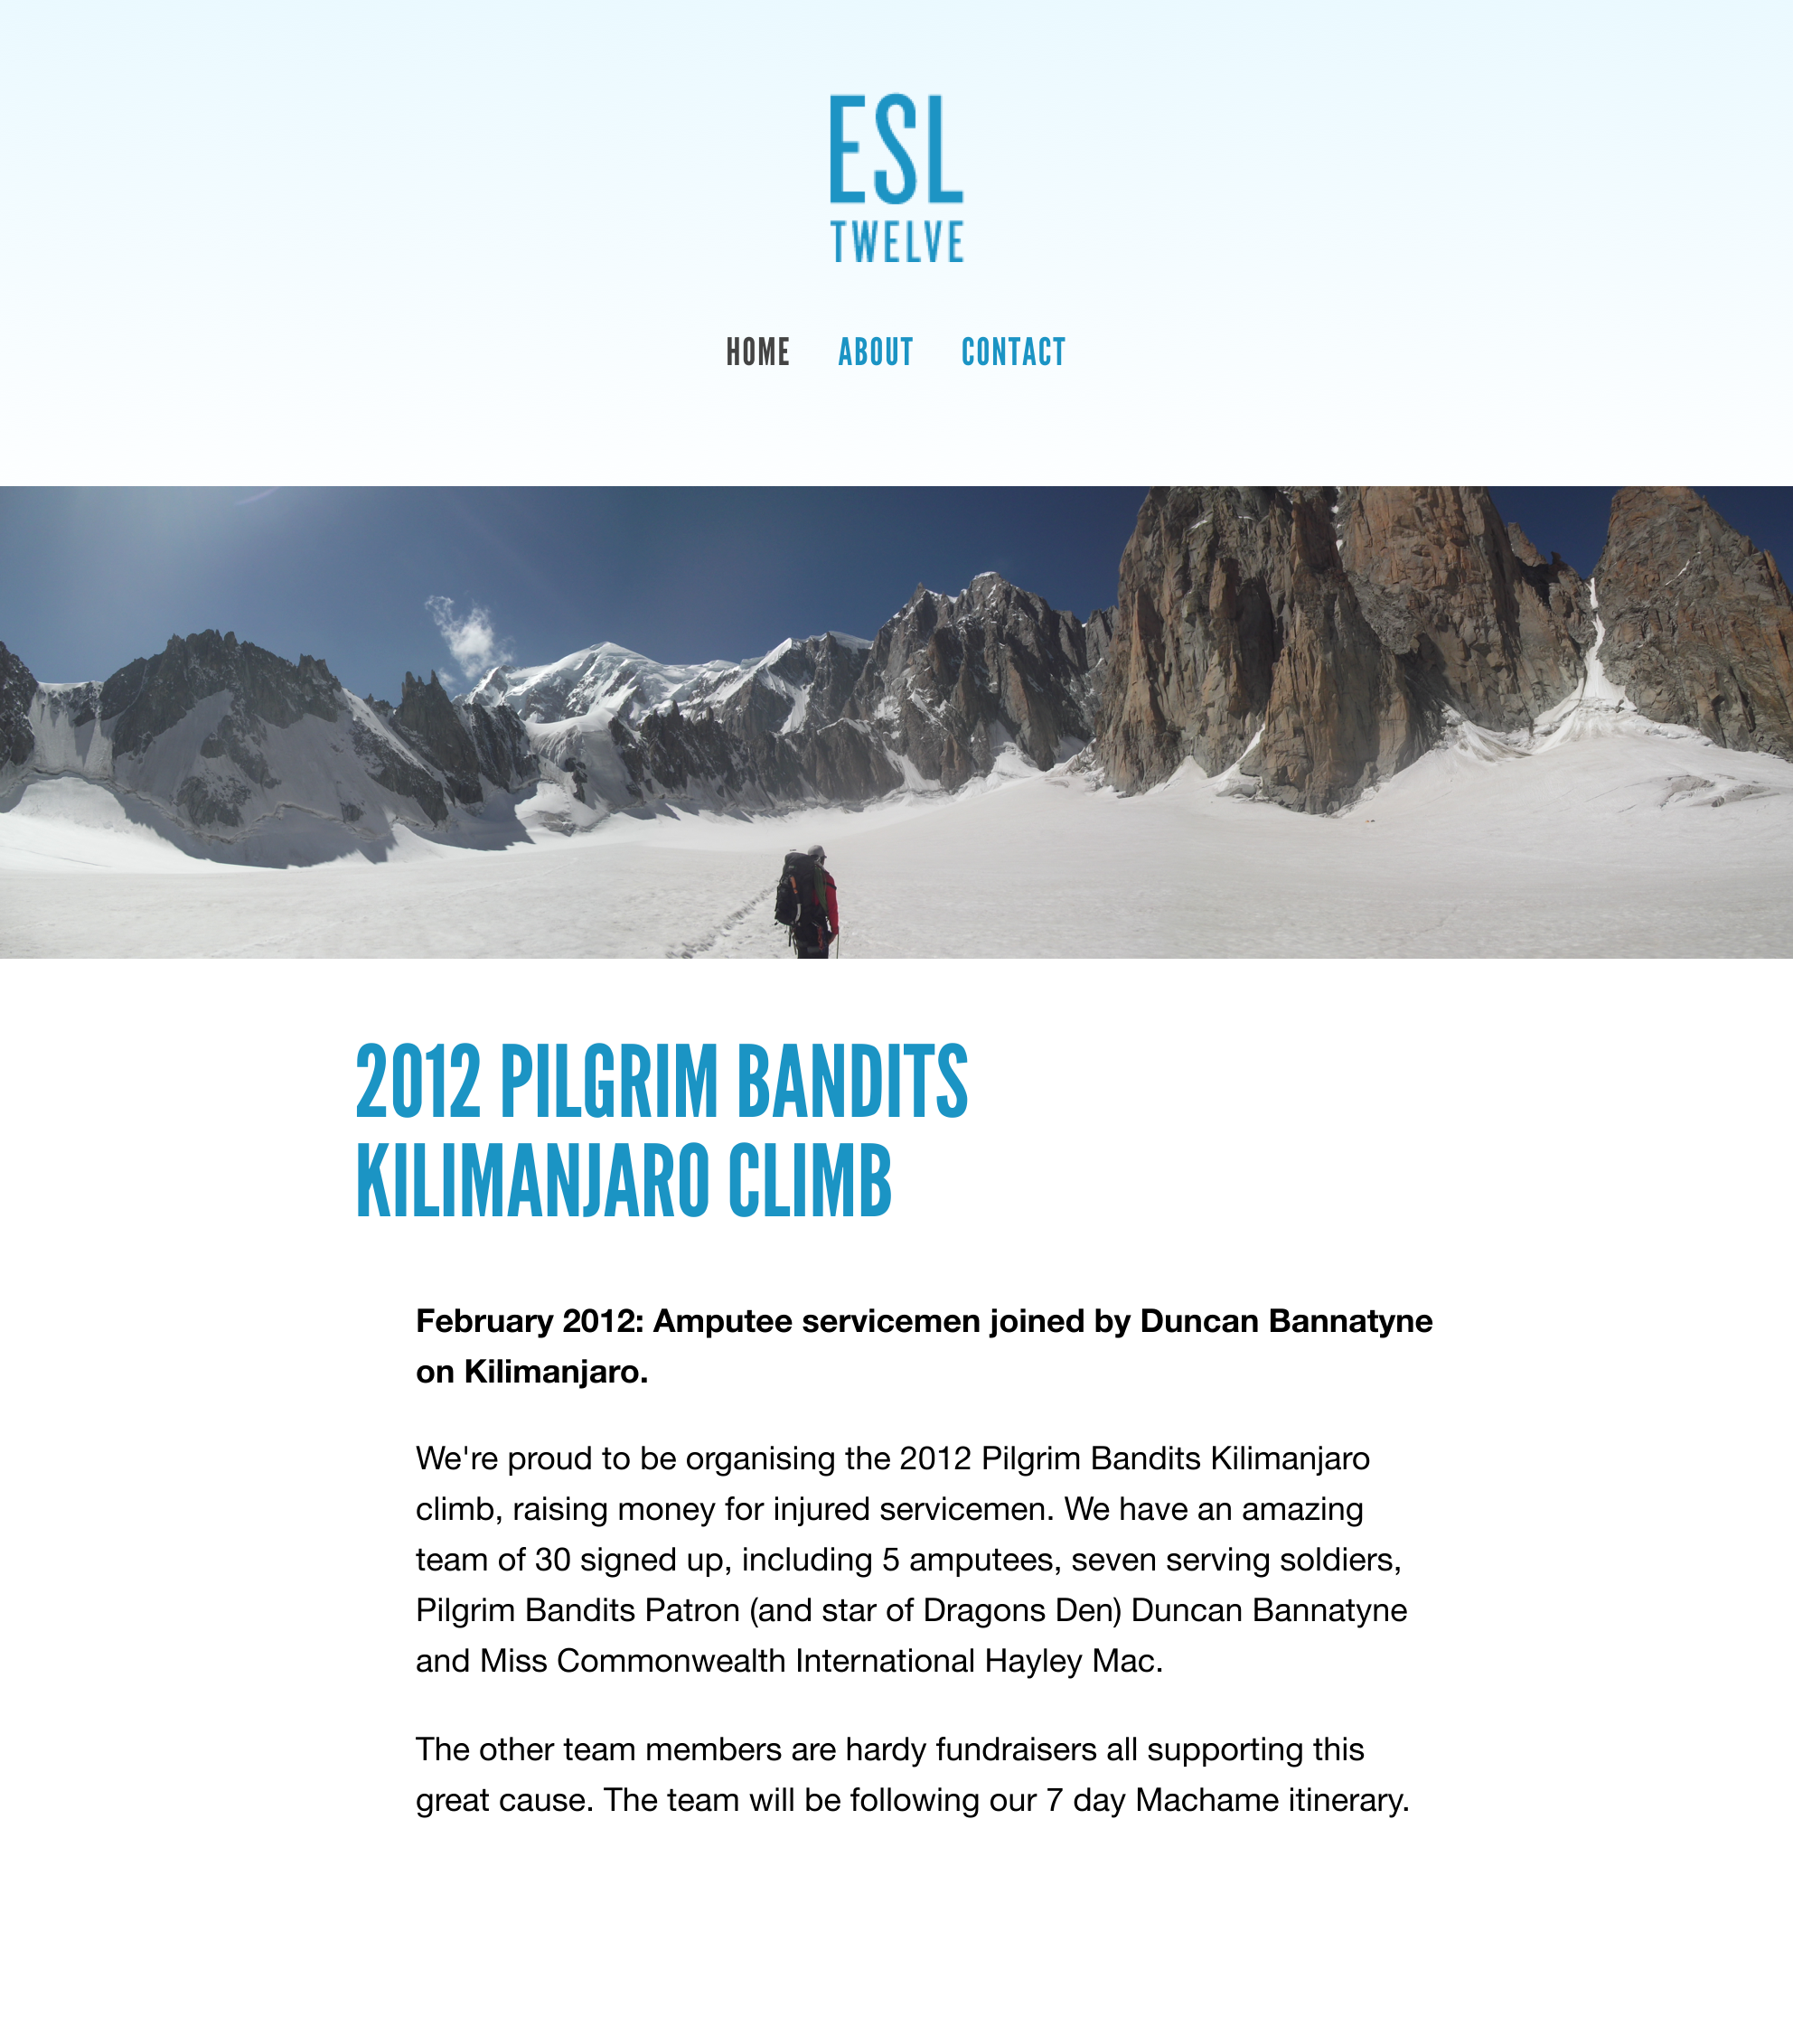 ESL
TWELVE
HOME ABOUT CONTACT
2012 PILGRIM BANDITS
KILIMANJARO CLIMB
February 2012: Amputee servicemen joined by Duncan Bannatyne
on Kilimanjaro.
We're proud to be organising the 2012 Pilgrim Bandits Kilimanjaro
climb, raising money for injured servicemen. We have an amazing
team of 30 signed up, including 5 amputees, seven serving soldiers,
Pilgrim Bandits Patron (and star of Dragons Den) Duncan Bannatyne
and Miss Commonwealth International Hayley Mac.
The other team members are hardy fundraisers all supporting this
great cause. The team will be following our 7 day Machame itinerary.